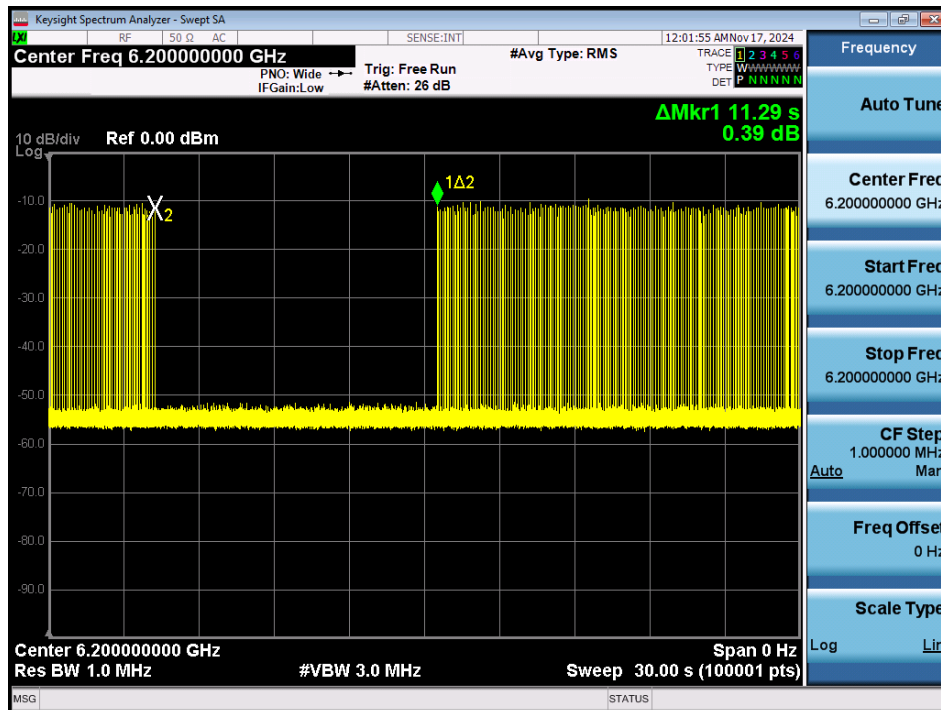 Keysight Spectrum Analyzer - Swept SA
LXI RF 50 Ω AC SENSE:INT 12:01:55 AM Nov 17, 2024
Center Freq 6.200000000 GHz
PNO: Wide
IFGain:Low
Trig: Free Run
#Atten: 26 dB
#Avg Type: RMS
TRACE 1 2 3 4 5 6
TYPE WWWWWW
DET P N N N N N
ΔMkr1 11.29 s
0.39 dB
10 dB/div Ref 0.00 dBm
Log
1Δ2
2
-10.0
-20.0
-30.0
-40.0
-50.0
-60.0
-70.0
-80.0
-90.0
Center 6.200000000 GHz Span 0 Hz
Res BW 1.0 MHz #VBW 3.0 MHz Sweep 30.00 s (100001 pts)
MSG STATUS
Frequency
Auto Tune
Center Freq
6.200000000 GHz
Start Freq
6.200000000 GHz
Stop Freq
6.200000000 GHz
CF Step
1.000000 MHz
Auto Man
Freq Offset
0 Hz
Scale Type
Log Lin